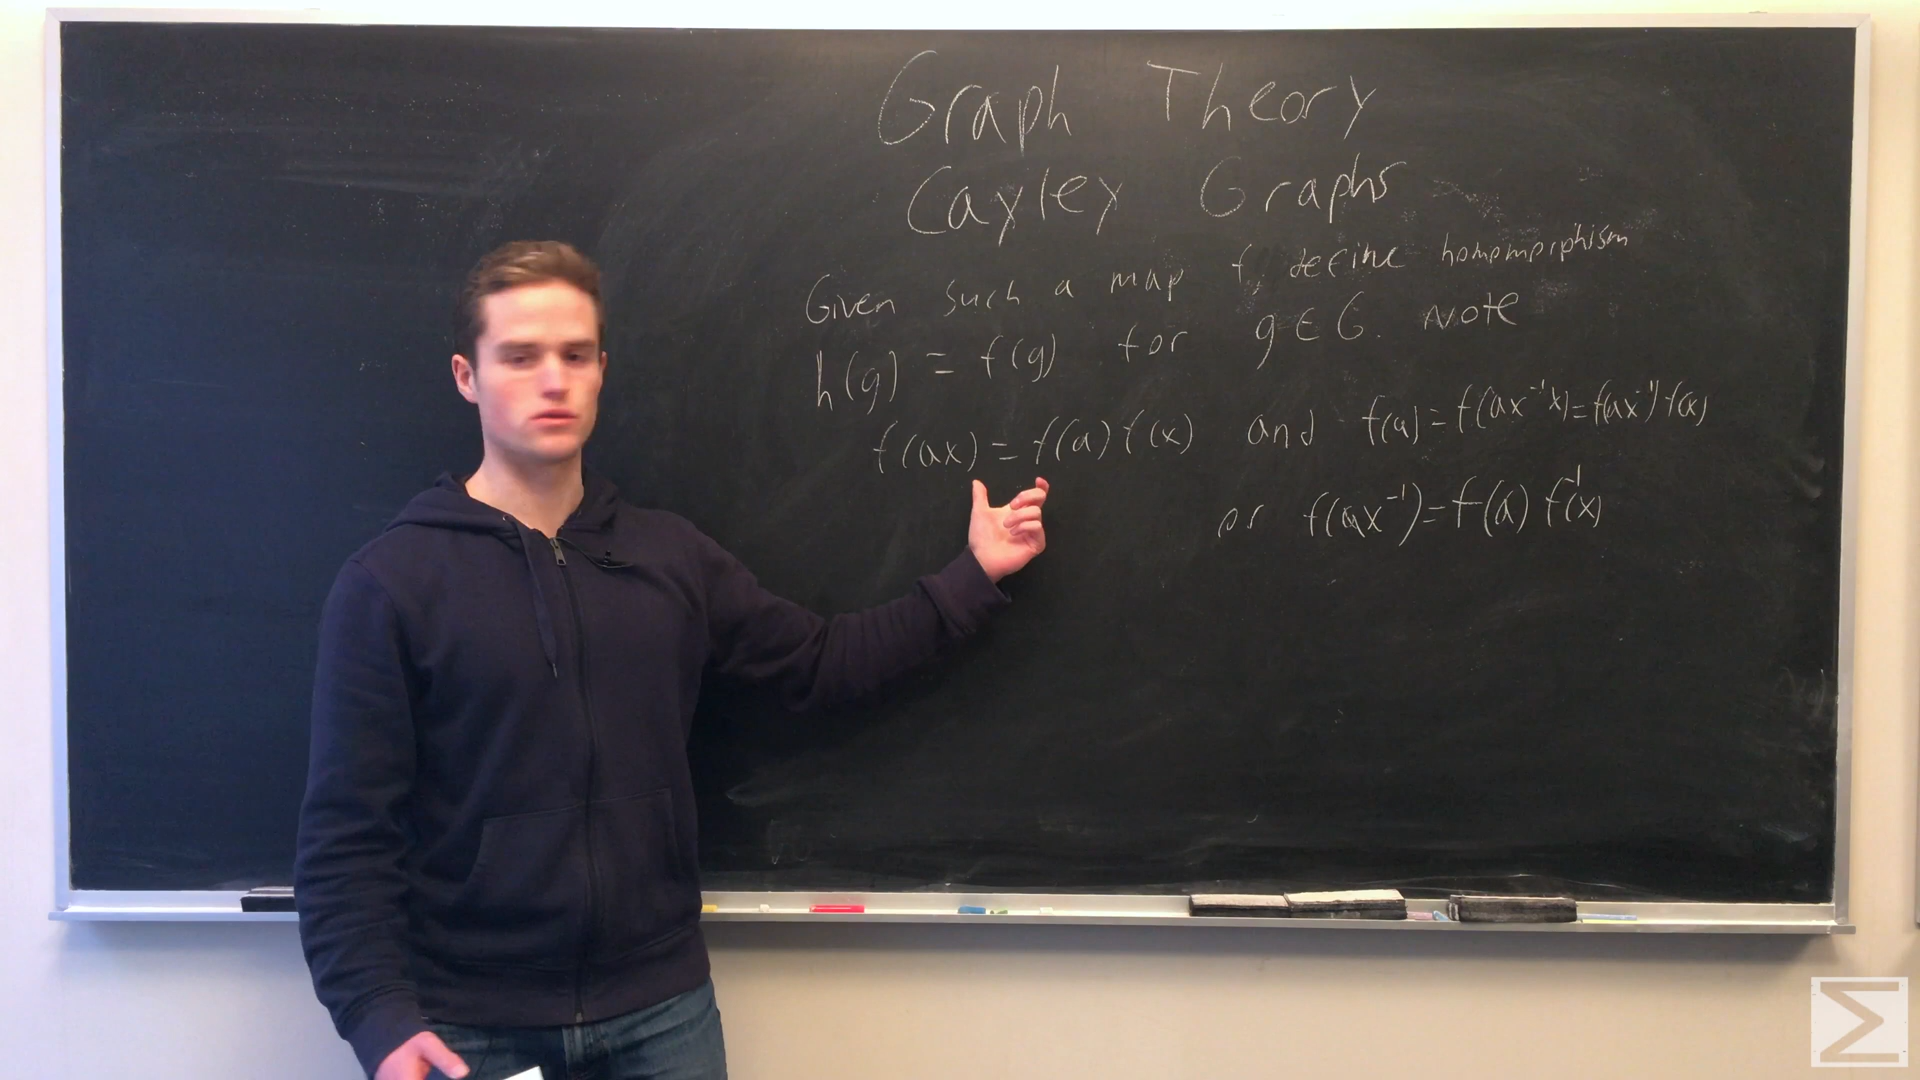 Graph Theory
Cayley Graphs
Given such a map f, define homomorphism
h(g) = f(g) for g ∈ G. Note
f(ax) = f(a) f(x) and f(a) = f(ax⁻¹x) = f(ax⁻¹) f(x)
or f(ax⁻¹) = f(a) f⁻¹(x)
Σ